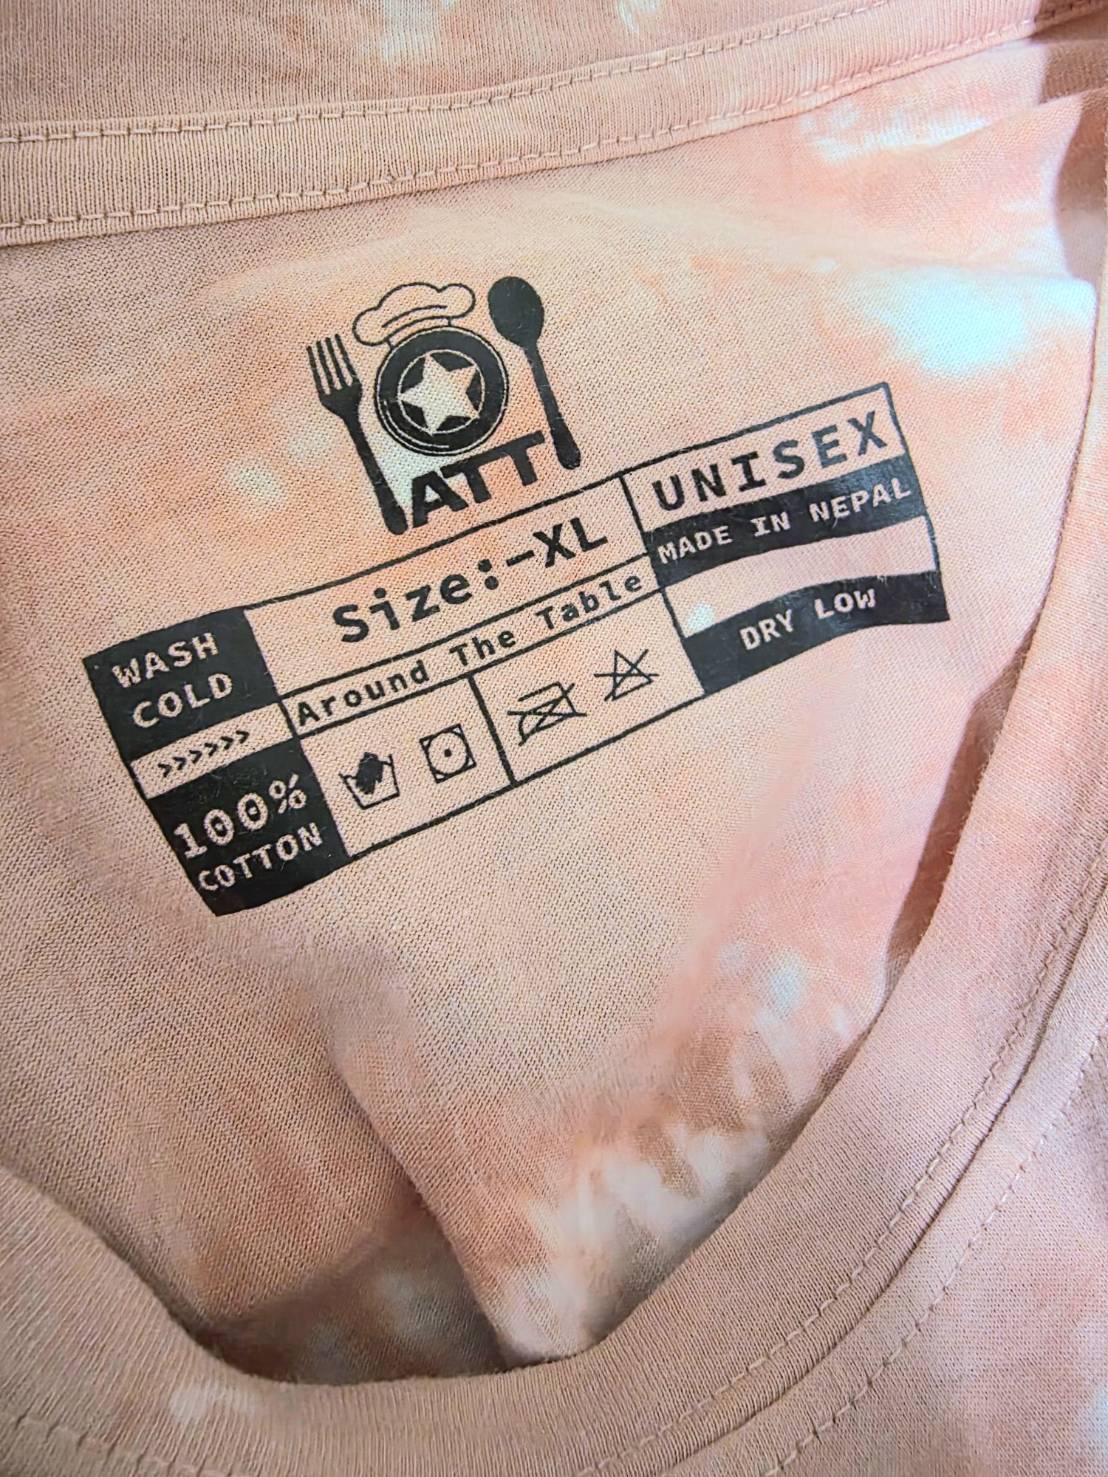 ATT
UNISEX
Size:-XL
MADE IN NEPAL
Around The Table
DRY LOW
WASH
COLD
>>>>>>
100%
COTTON